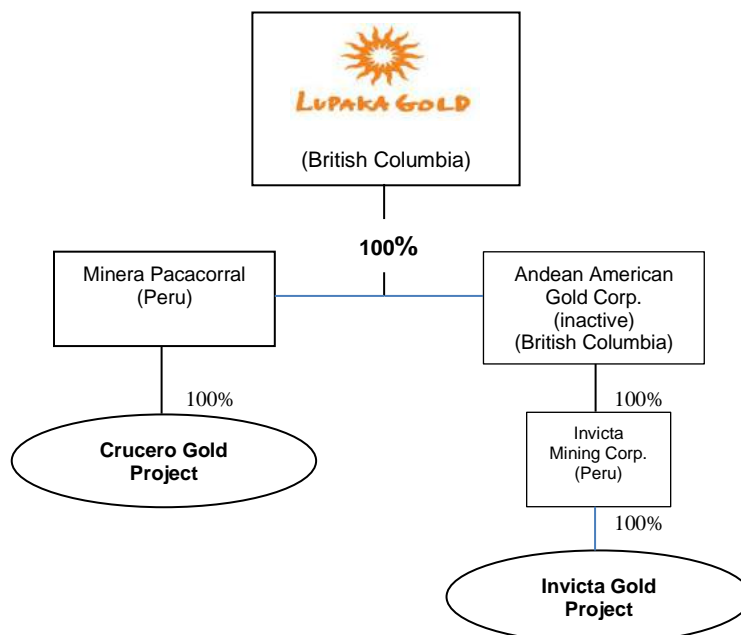 LUPAKA GOLD
(British Columbia)
100%
Minera Pacacorral
(Peru)
Andean American
Gold Corp.
(inactive)
(British Columbia)
100%
100%
Crucero Gold
Project
Invicta
Mining Corp.
(Peru)
100%
Invicta Gold
Project